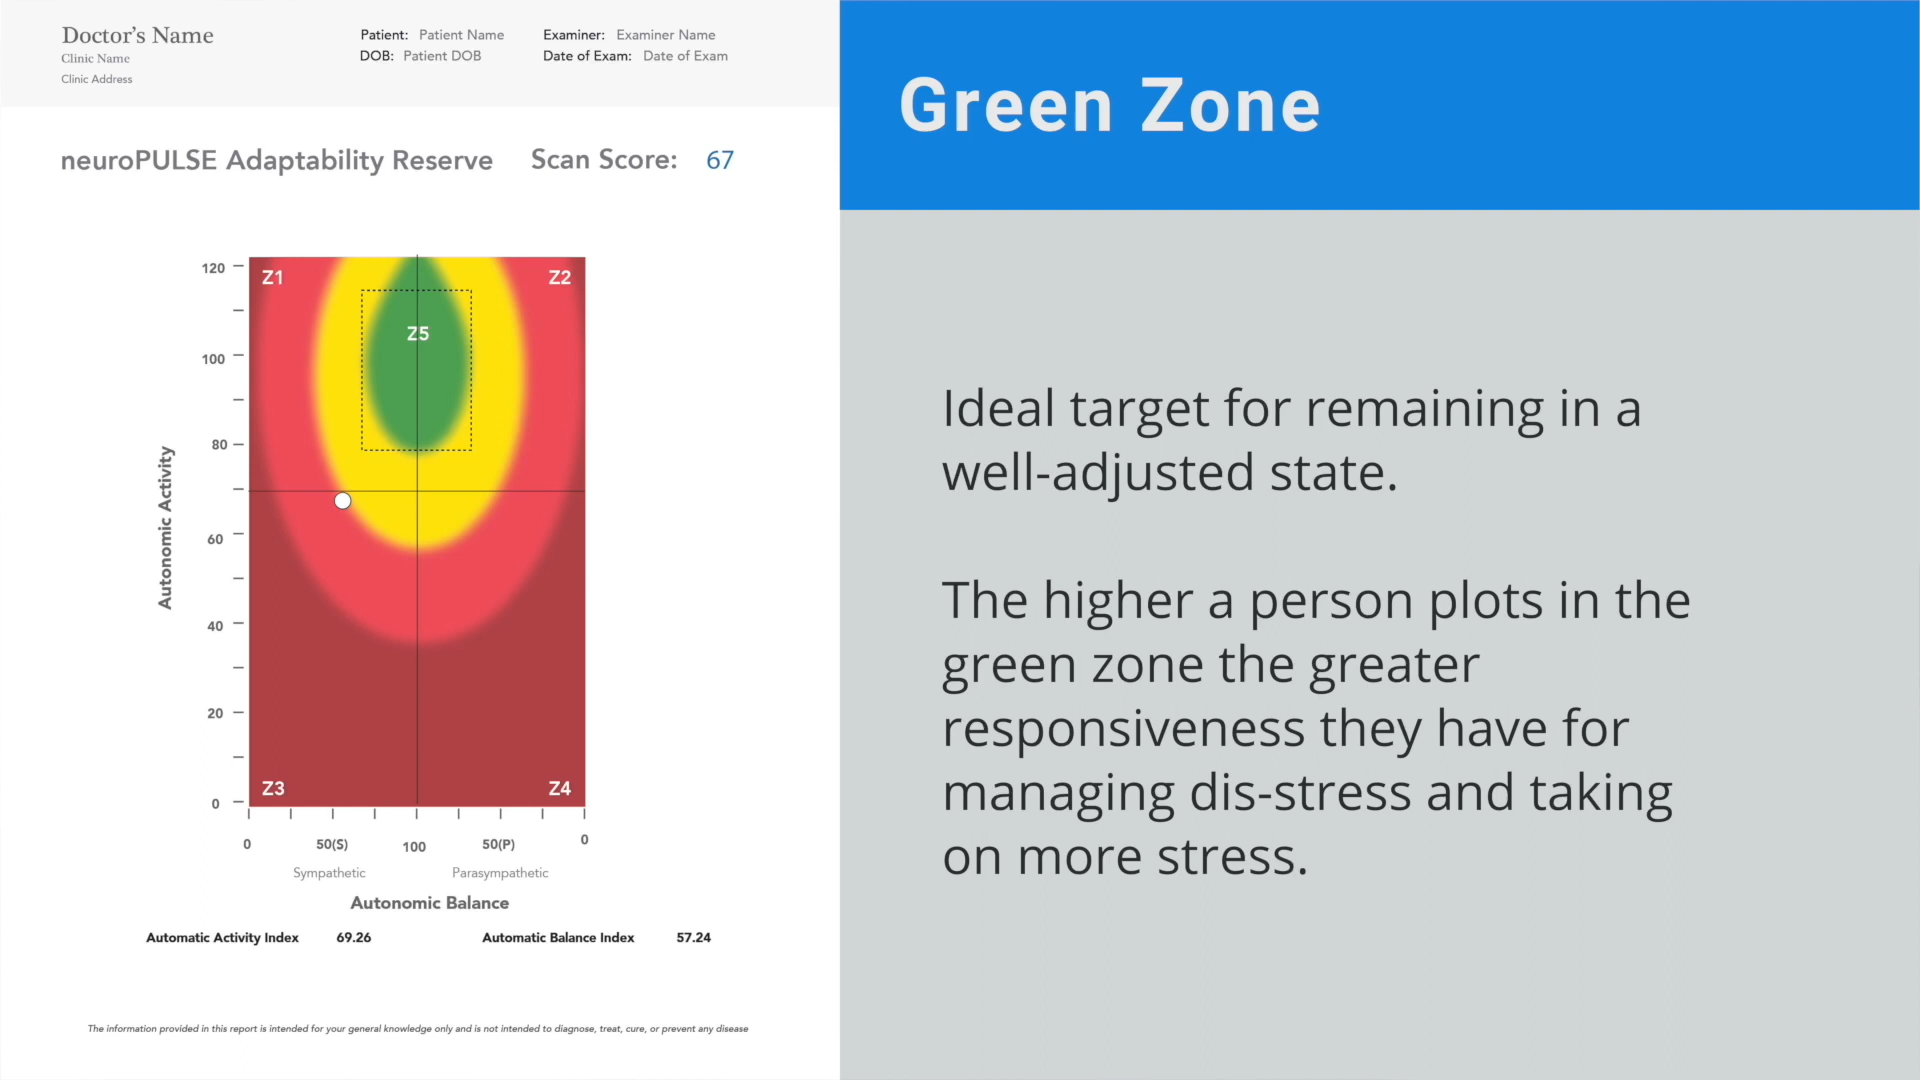 Doctor's Name
Clinic Name
Clinic Address
Patient: Patient Name
DOB: Patient DOB
Examiner: Examiner Name
Date of Exam: Date of Exam
neuroPULSE Adaptability Reserve
Scan Score: 67
Z1
Z2
Z5
Z3
Z4
120
100
80
60
40
20
0
Autonomic Activity
0
50(S)
100
50(P)
0
Sympathetic
Parasympathetic
Autonomic Balance
Automatic Activity Index 69.26
Automatic Balance Index 57.24
The information provided in this report is intended for your general knowledge only and is not intended to diagnose, treat, cure, or prevent any disease
Green Zone
Ideal target for remaining in a
well-adjusted state.
The higher a person plots in the
green zone the greater
responsiveness they have for
managing dis-stress and taking
on more stress.